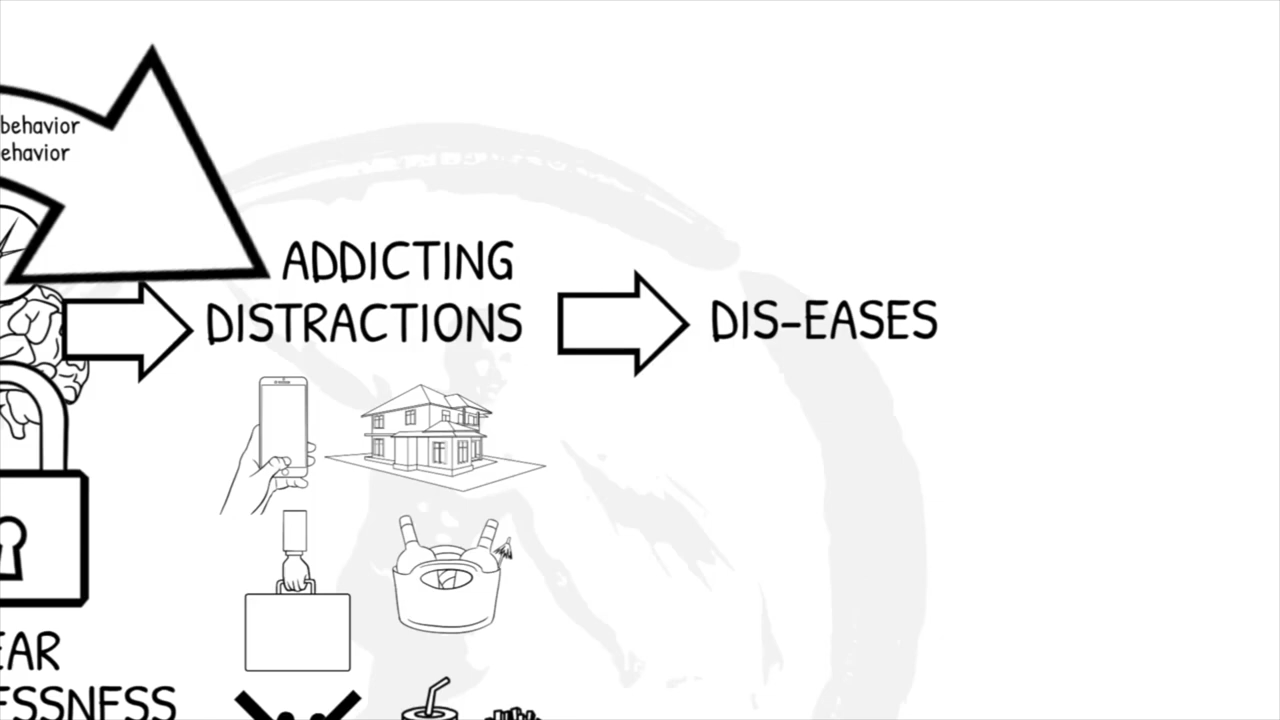 behavior
ehavior
ADDICTING
DISTRACTIONS
DIS-EASES
EAR
ESSNESS